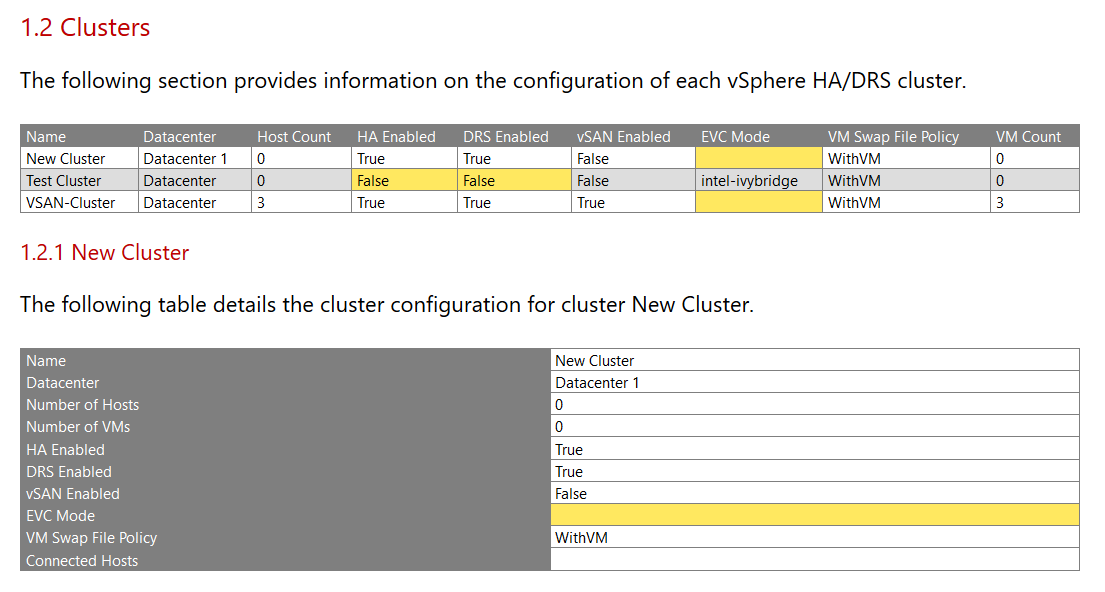 1.2 Clusters
The following section provides information on the configuration of each vSphere HA/DRS cluster.
Name Datacenter Host Count HA Enabled DRS Enabled vSAN Enabled EVC Mode VM Swap File Policy VM Count
New Cluster Datacenter 1 0 True True False WithVM 0
Test Cluster Datacenter 0 False False False intel-ivybridge WithVM 0
VSAN-Cluster Datacenter 3 True True True WithVM 3
1.2.1 New Cluster
The following table details the cluster configuration for cluster New Cluster.
Name New Cluster
Datacenter Datacenter 1
Number of Hosts 0
Number of VMs 0
HA Enabled True
DRS Enabled True
vSAN Enabled False
EVC Mode
VM Swap File Policy WithVM
Connected Hosts